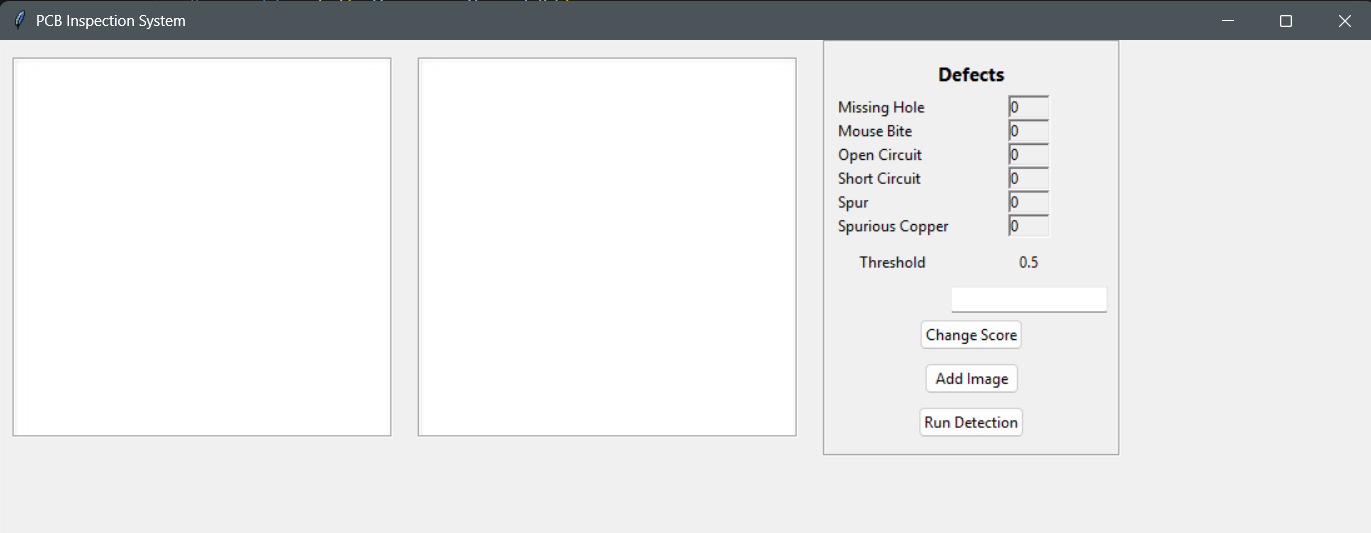 PCB Inspection System
Defects
Missing Hole 0
Mouse Bite 0
Open Circuit 0
Short Circuit 0
Spur 0
Spurious Copper 0
Threshold 0.5
Change Score
Add Image
Run Detection